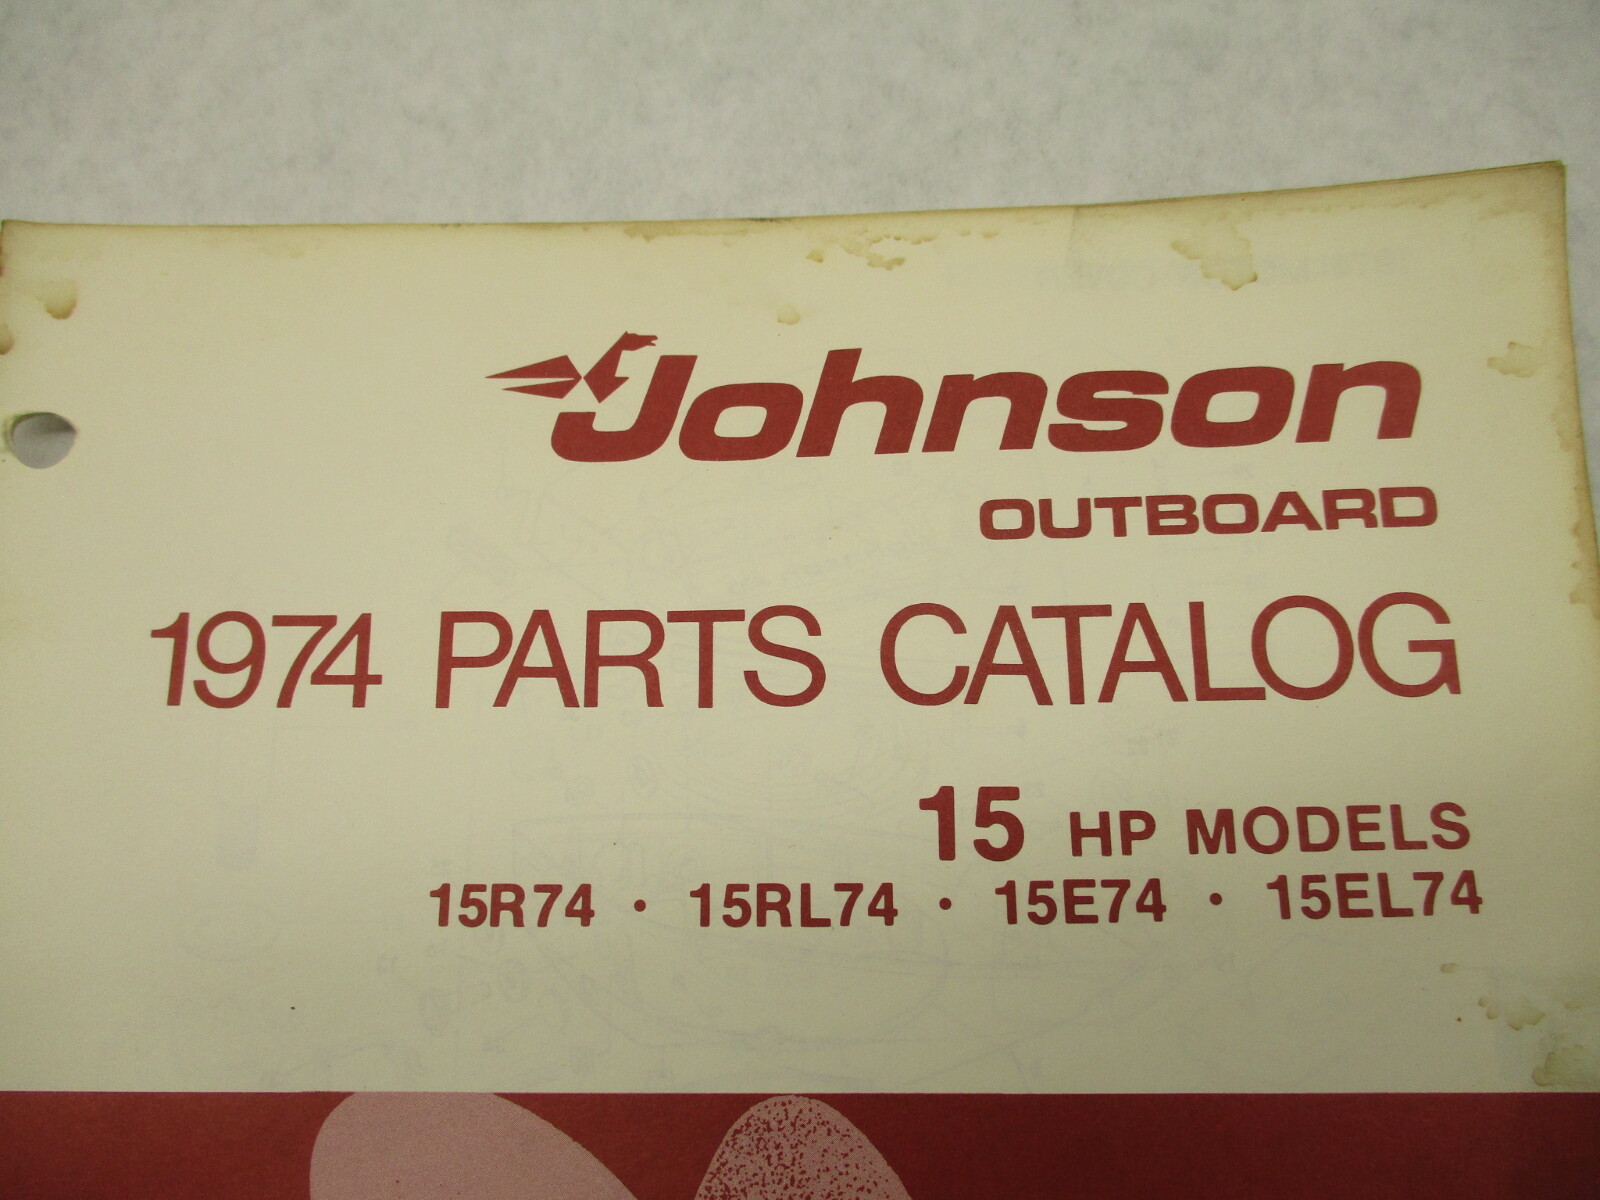 Johnson
OUTBOARD
1974 PARTS CATALOG
15 HP MODELS
15R74 • 15RL74 • 15E74 • 15EL74